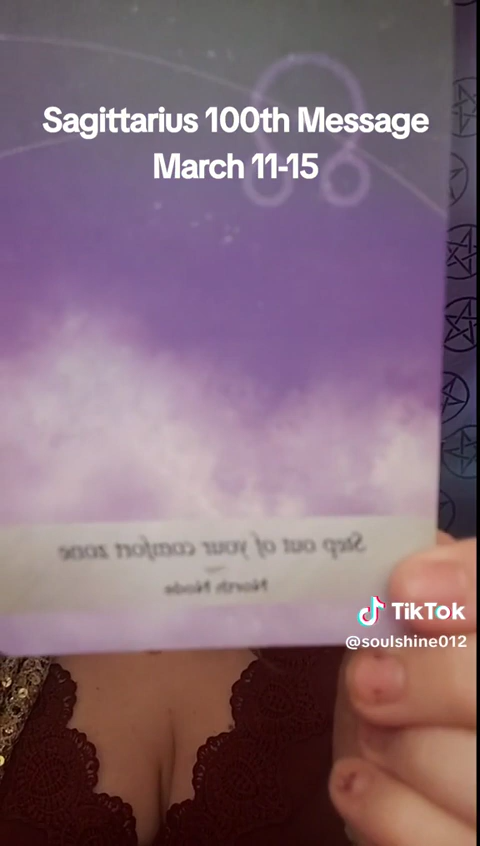 Sagittarius 100th Message
March 11-15
Step out of your comfort zone
North Node
TikTok
@soulshine012